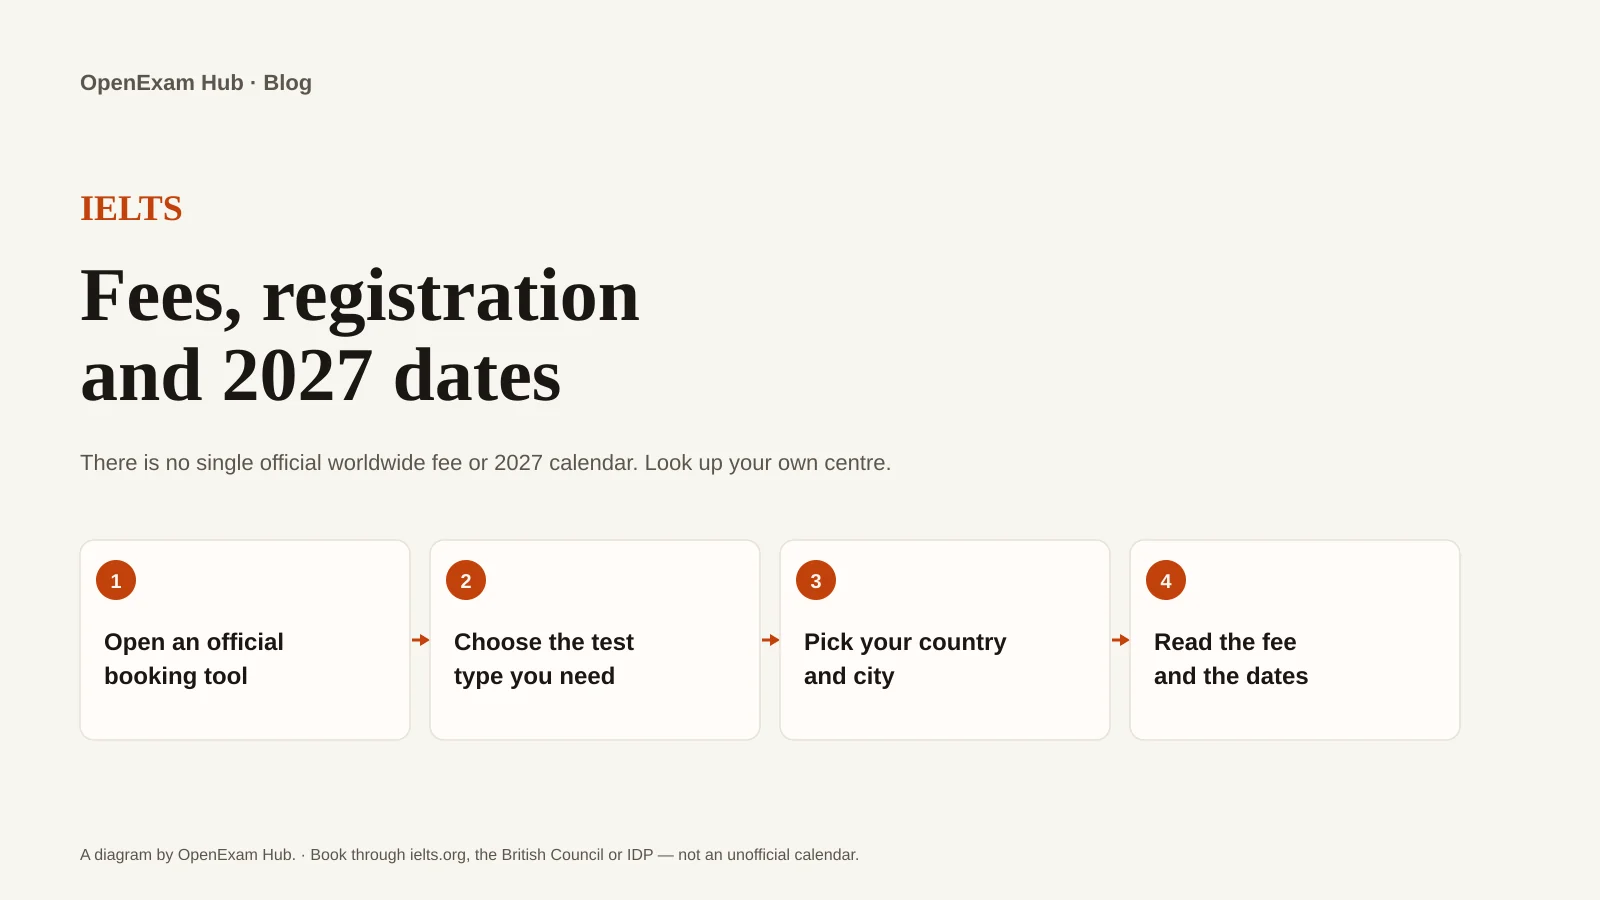 OpenExam Hub · Blog
IELTS
Fees, registration
and 2027 dates
There is no single official worldwide fee or 2027 calendar. Look up your own centre.
1
Open an official
booking tool
2
Choose the test
type you need
3
Pick your country
and city
4
Read the fee
and the dates
A diagram by OpenExam Hub. · Book through ielts.org, the British Council or IDP — not an unofficial calendar.